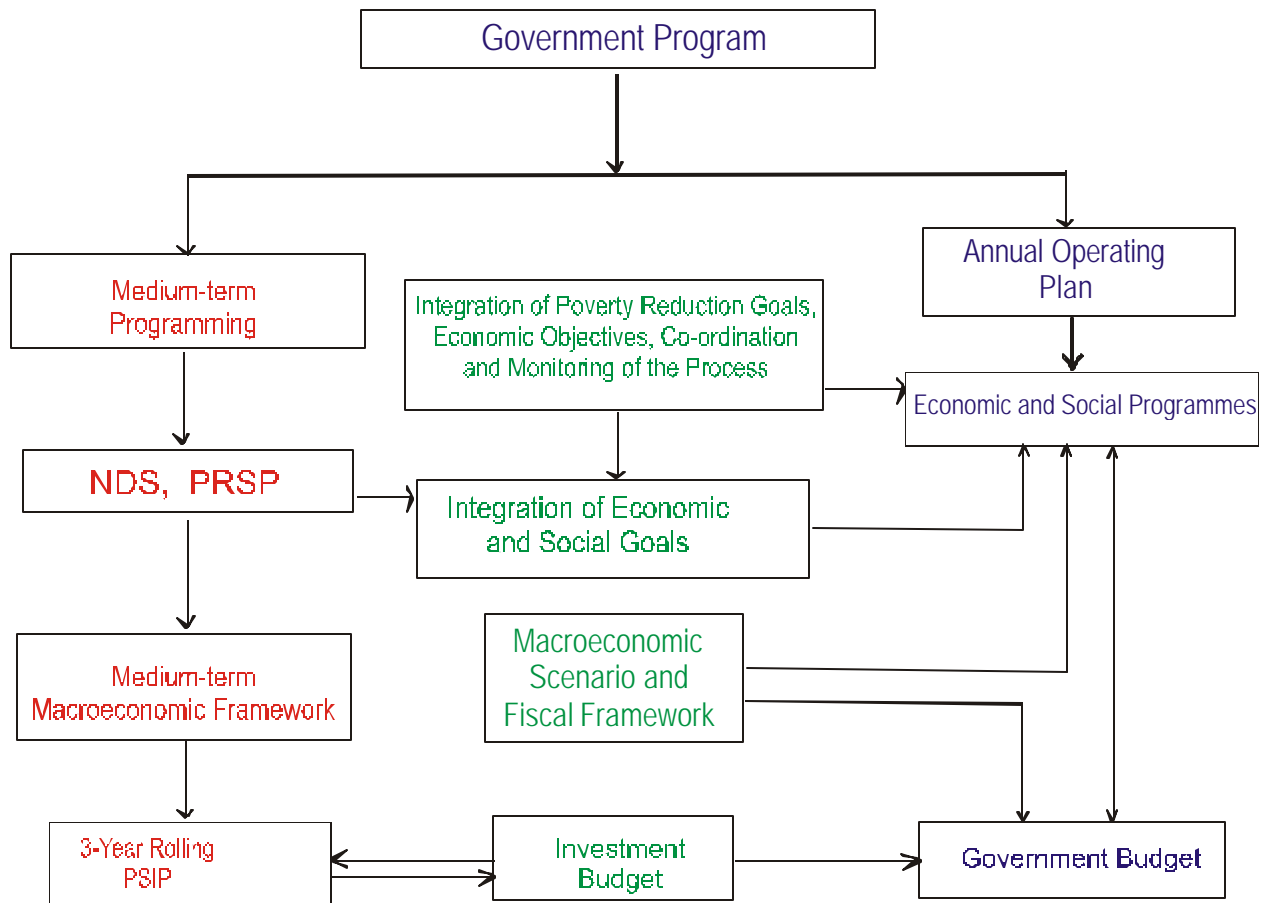 Government Program
Annual Operating
Plan
Medium-term
Programming
Integration of Poverty Reduction Goals,
Economic Objectives, Co-ordination
and Monitoring of the Process
Economic and Social Programmes
NDS, PRSP
Integration of Economic
and Social Goals
Macroeconomic
Scenario and
Fiscal Framework
Medium-term
Macroeconomic Framework
3-Year Rolling
PSIP
Investment
Budget
Government Budget